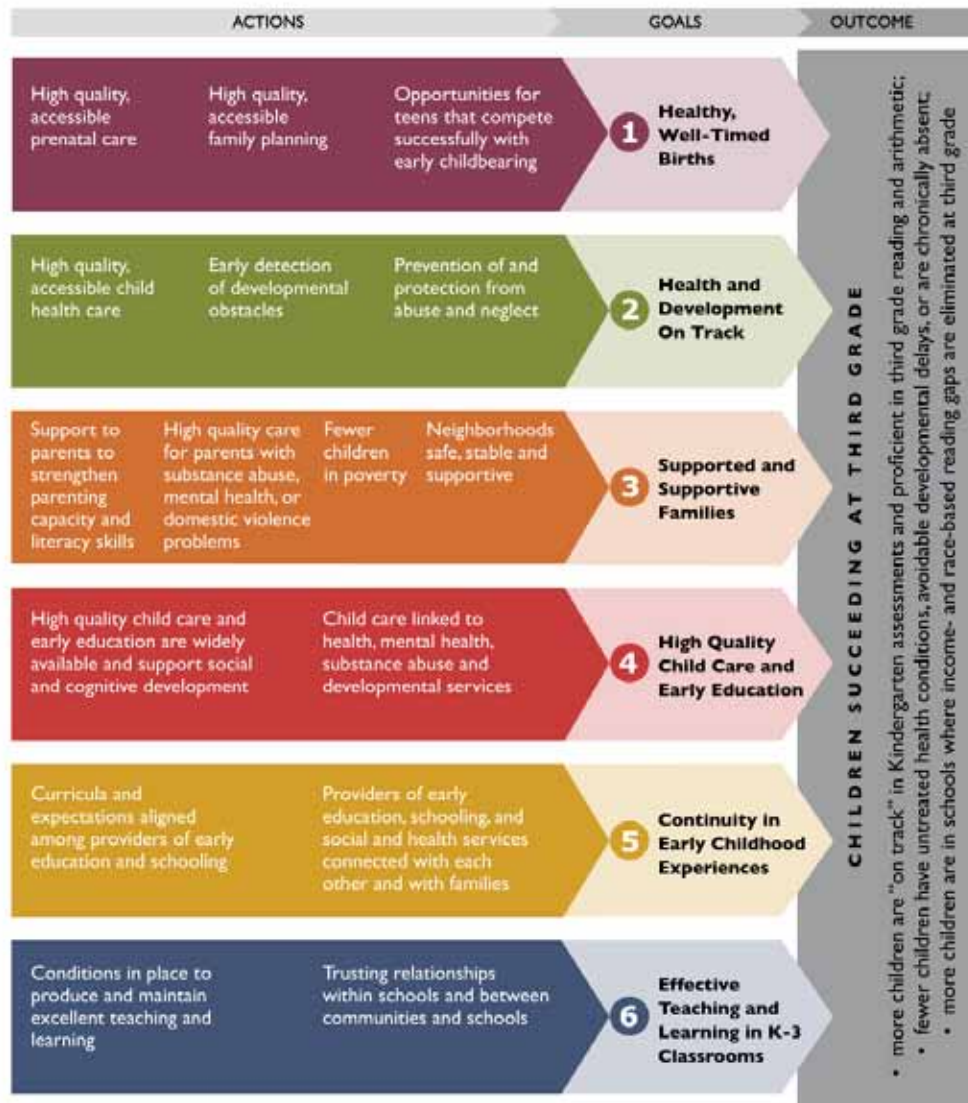 ACTIONS
GOALS
OUTCOME
High quality,
accessible
prenatal care
High quality,
accessible
family planning
Opportunities for
teens that compete
successfully with
early childbearing
1
Healthy,
Well-Timed
Births
High quality,
accessible child
health care
Early detection
of developmental
obstacles
Prevention of and
protection from
abuse and neglect
2
Health and
Development
On Track
Support to
parents to
strengthen
parenting
capacity and
literacy skills
High quality care
for parents with
substance abuse,
mental health, or
domestic violence
problems
Fewer
children
in poverty
Neighborhoods
safe, stable and
supportive
3
Supported and
Supportive
Families
High quality child care and
early education are widely
available and support social
and cognitive development
Child care linked to
health, mental health,
substance abuse and
developmental services
4
High Quality
Child Care and
Early Education
Curricula and
expectations aligned
among providers of early
education and schooling
Providers of early
education, schooling, and
social and health services
connected with each
other and with families
5
Continuity in
Early Childhood
Experiences
Conditions in place to
produce and maintain
excellent teaching and
learning
Trusting relationships
within schools and between
communities and schools
6
Effective
Teaching and
Learning in K-3
Classrooms
CHILDREN SUCCEEDING AT THIRD GRADE
• more children are "on track" in Kindergarten assessments and proficient in third grade reading and arithmetic;
• fewer children have untreated health conditions, avoidable developmental delays, or are chronically absent;
• more children are in schools where income- and race-based reading gaps are eliminated at third grade